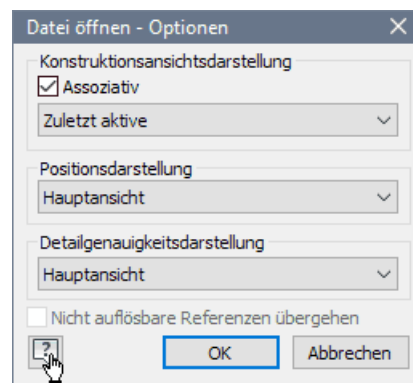 Datei öffnen - Optionen
Konstruktionsansichtsdarstellung
Assoziativ
Zuletzt aktive
Positionsdarstellung
Hauptansicht
Detailgenauigkeitsdarstellung
Hauptansicht
Nicht auflösbare Referenzen übergehen
? OK Abbrechen